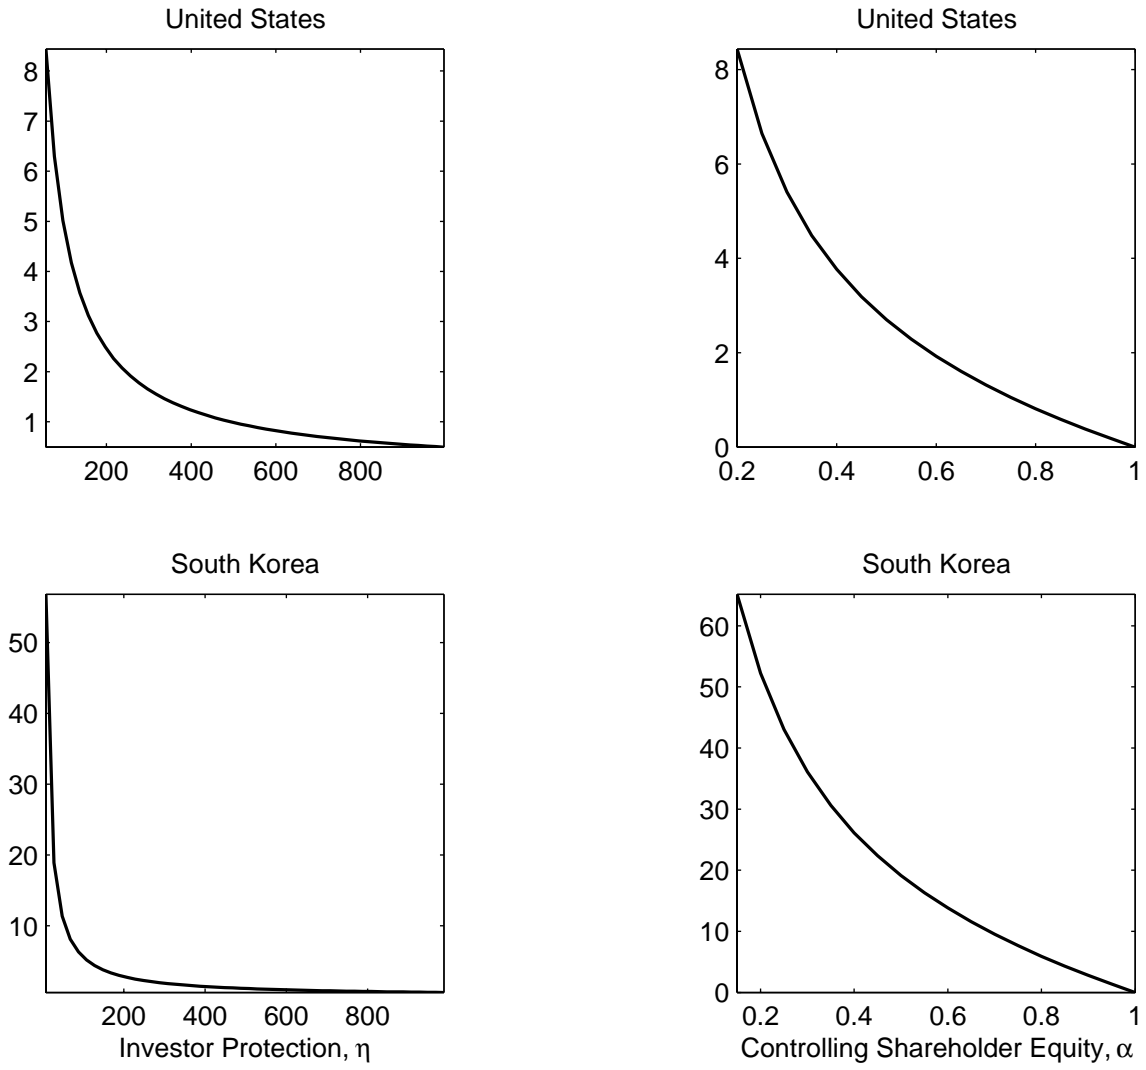 United States
8
7
6
5
4
3
2
1
200 400 600 800
United States
8
6
4
2
0
0.2 0.4 0.6 0.8 1
South Korea
50
40
30
20
10
200 400 600 800
Investor Protection, η
South Korea
60
50
40
30
20
10
0
0.2 0.4 0.6 0.8 1
Controlling Shareholder Equity, α